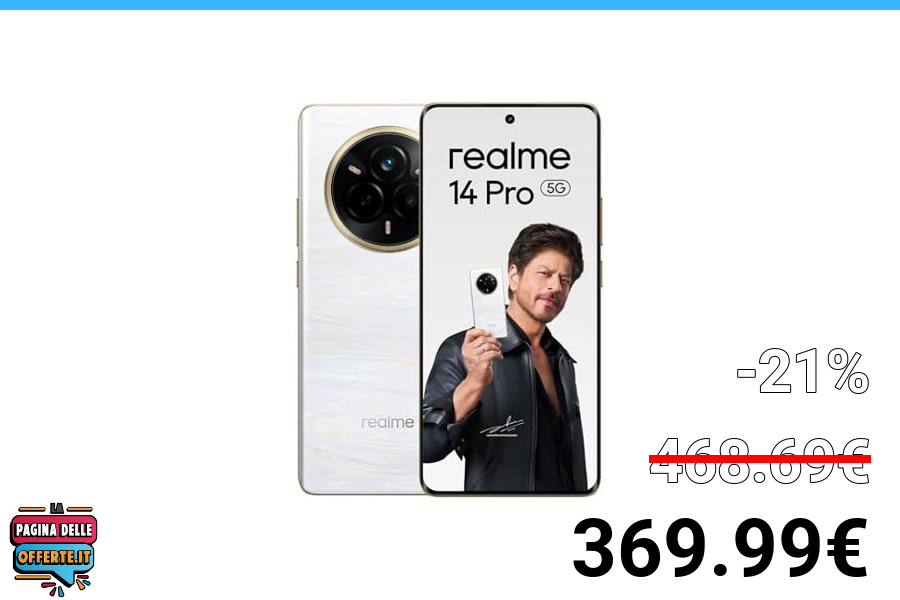 realme
14 Pro 5G
realme
-21%
468.69€
369.99€
LA
PAGINA DELLE
OFFERTE.IT